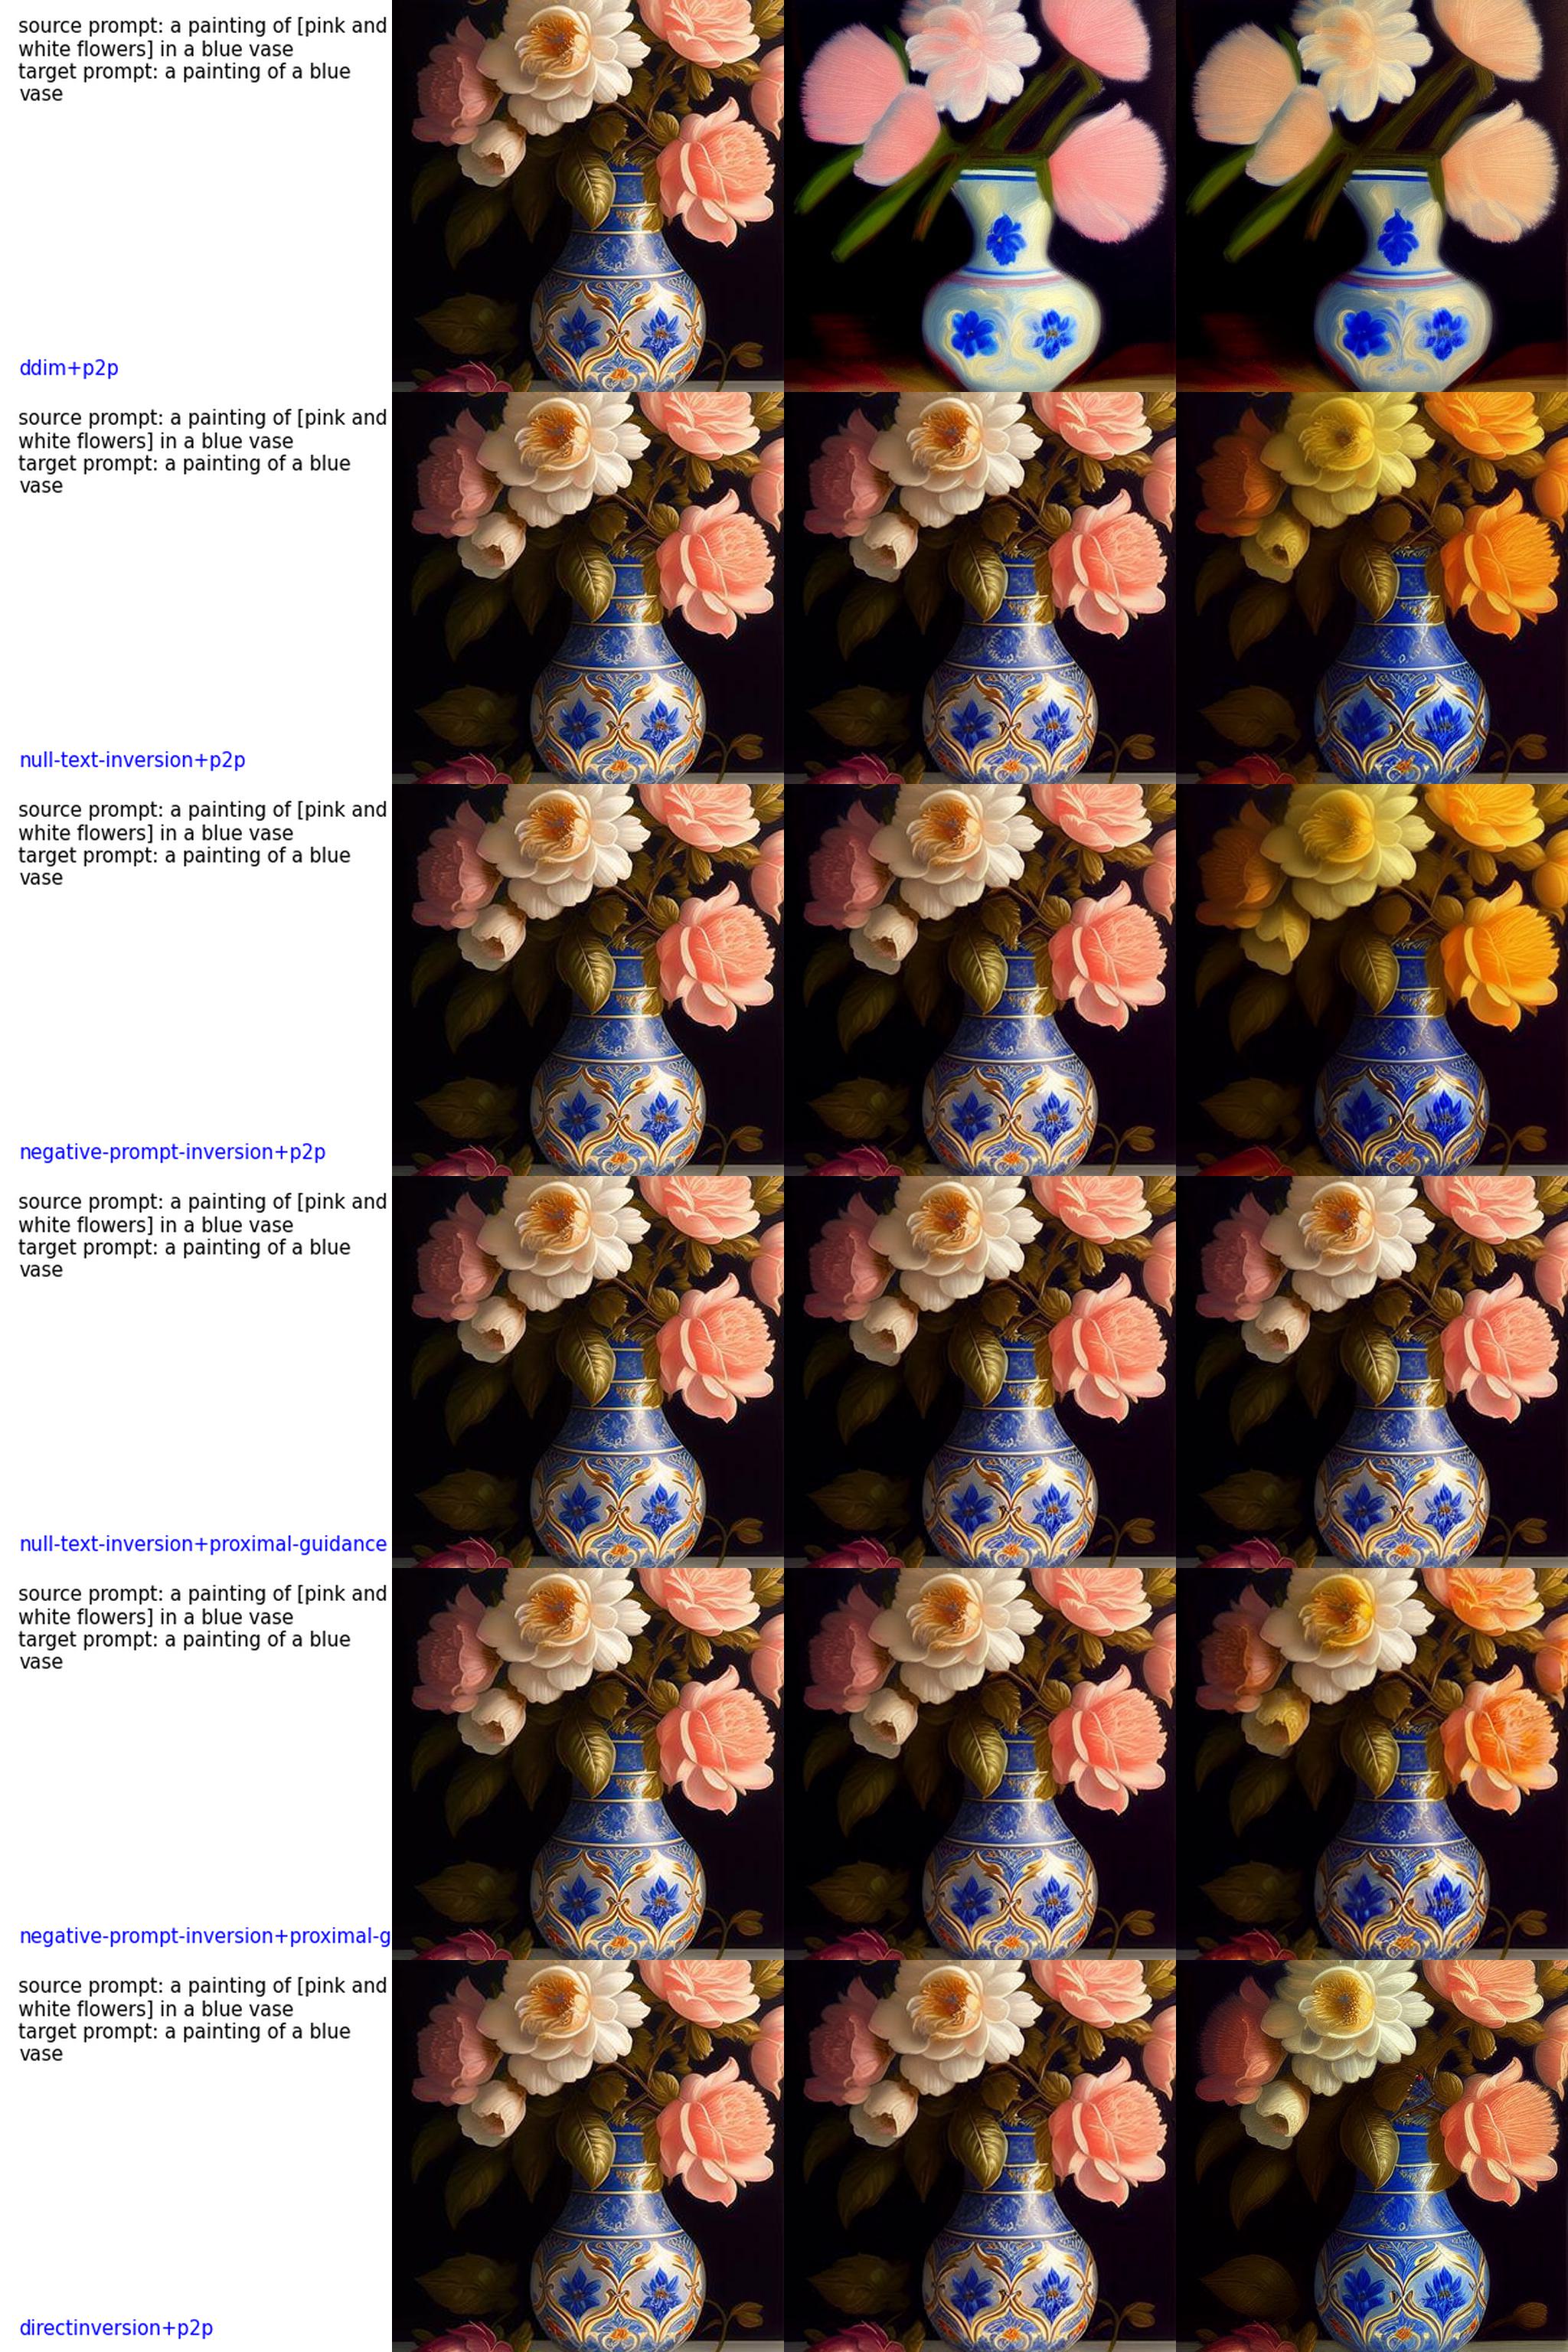 source prompt: a painting of [pink and
white flowers] in a blue vase
target prompt: a painting of a blue
vase
ddim+p2p
source prompt: a painting of [pink and
white flowers] in a blue vase
target prompt: a painting of a blue
vase
null-text-inversion+p2p
source prompt: a painting of [pink and
white flowers] in a blue vase
target prompt: a painting of a blue
vase
negative-prompt-inversion+p2p
source prompt: a painting of [pink and
white flowers] in a blue vase
target prompt: a painting of a blue
vase
null-text-inversion+proximal-guidance
source prompt: a painting of [pink and
white flowers] in a blue vase
target prompt: a painting of a blue
vase
negative-prompt-inversion+proximal-g
source prompt: a painting of [pink and
white flowers] in a blue vase
target prompt: a painting of a blue
vase
directinversion+p2p